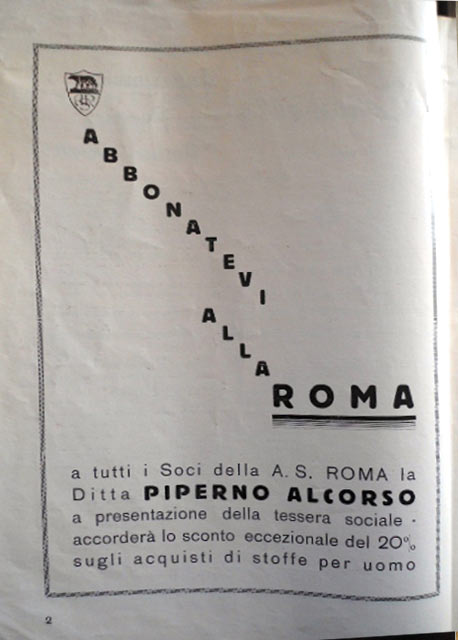 ABBONATEVI
ALLA
ROMA
a tutti i Soci della A. S. ROMA la
Ditta PIPERNO ALCORSO
a presentazione della tessera sociale -
accorderà lo sconto eccezionale del 20%
sugli acquisti di stoffe per uomo
2